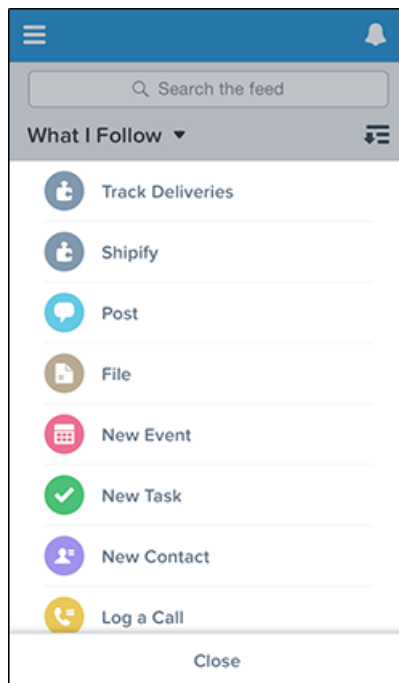 Search the feed
What I Follow
Track Deliveries
Shipify
Post
File
New Event
New Task
New Contact
Log a Call
Close